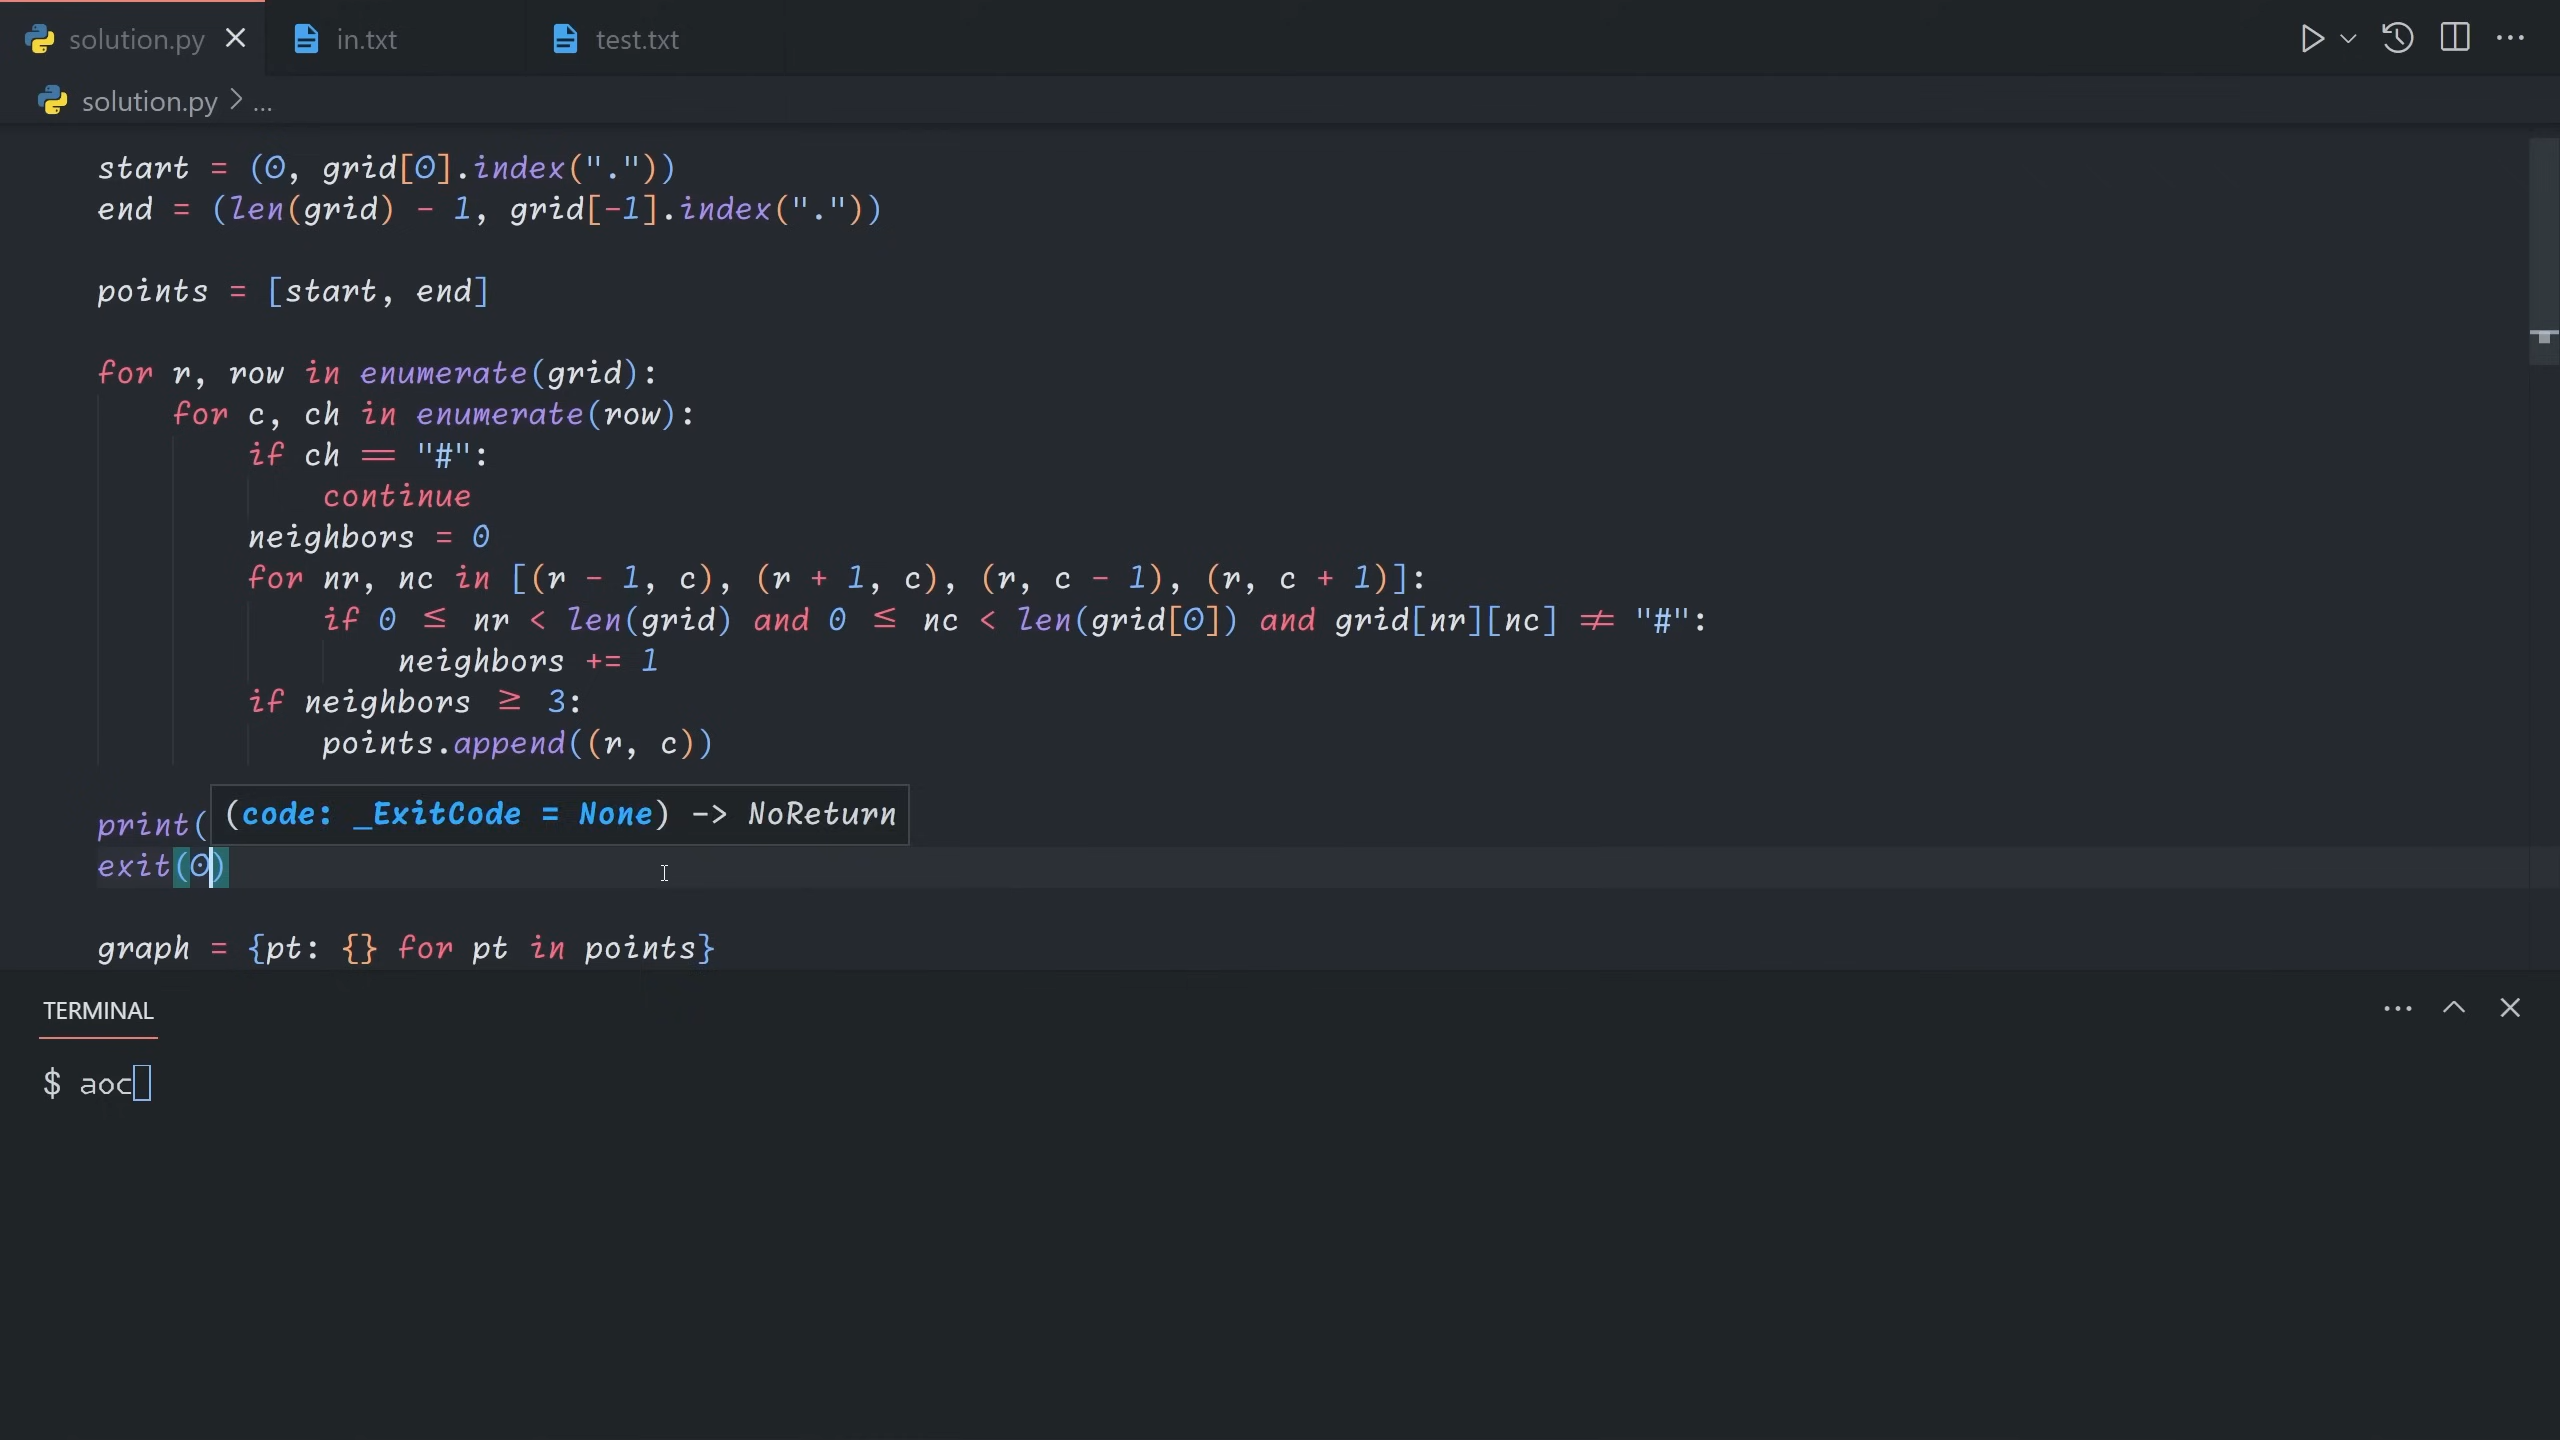 solution.py in.txt test.txt
solution.py > ...
start = (0, grid[0].index("."))
end = (len(grid) - 1, grid[-1].index("."))
points = [start, end]
for r, row in enumerate(grid):
for c, ch in enumerate(row):
if ch == "#":
continue
neighbors = 0
for nr, nc in [(r - 1, c), (r + 1, c), (r, c - 1), (r, c + 1)]:
if 0 ≤ nr < len(grid) and 0 ≤ nc < len(grid[0]) and grid[nr][nc] ≠ "#":
neighbors += 1
if neighbors ≥ 3:
points.append((r, c))
(code: _ExitCode = None) -> NoReturn
print(
exit(0)
graph = {pt: {} for pt in points}
TERMINAL
$ aoc